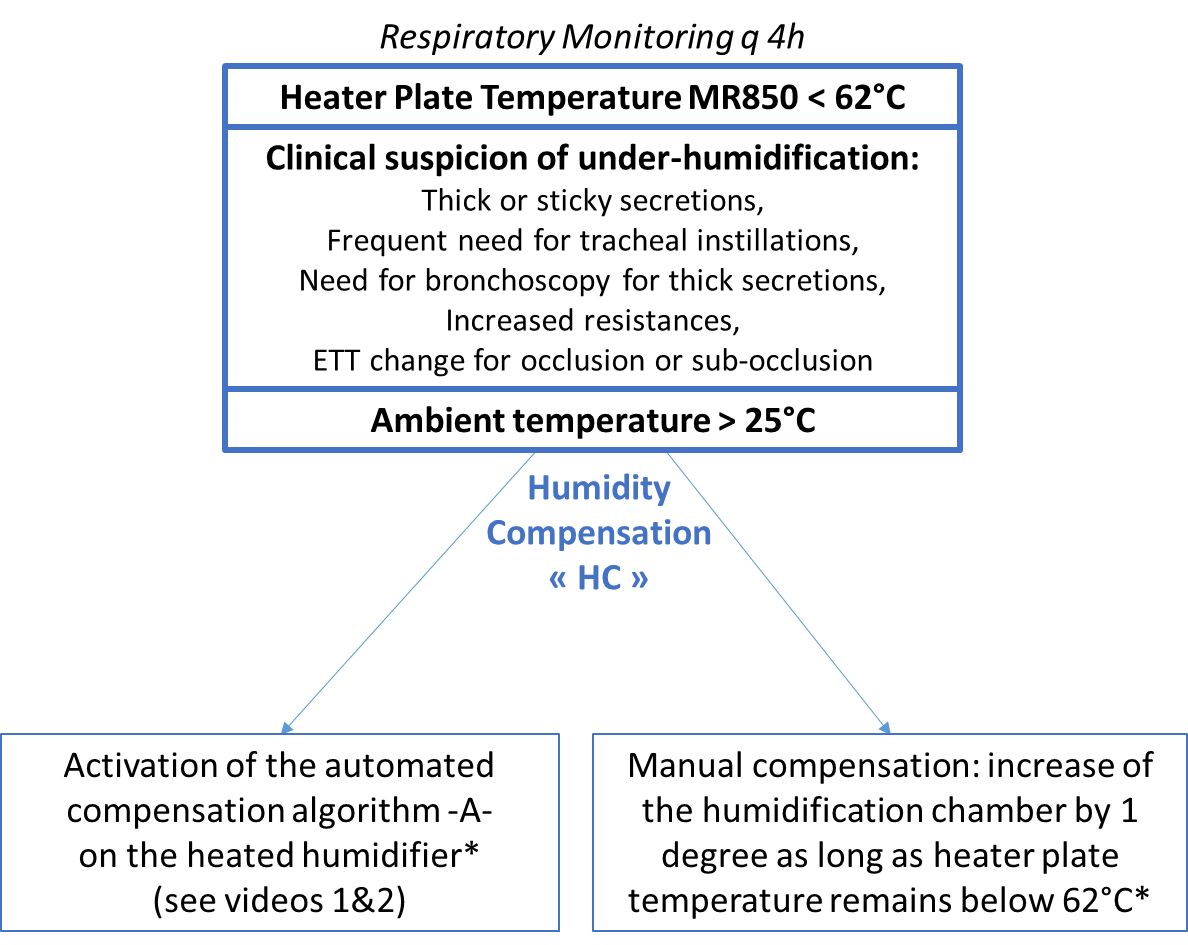 Respiratory Monitoring q 4h
Heater Plate Temperature MR850 < 62°C
Clinical suspicion of under-humidification:
Thick or sticky secretions,
Frequent need for tracheal instillations,
Need for bronchoscopy for thick secretions,
Increased resistances,
ETT change for occlusion or sub-occlusion
Ambient temperature > 25°C
Humidity
Compensation
« HC »
Activation of the automated
compensation algorithm -A-
on the heated humidifier*
(see videos 1&2)
Manual compensation: increase of
the humidification chamber by 1
degree as long as heater plate
temperature remains below 62°C*